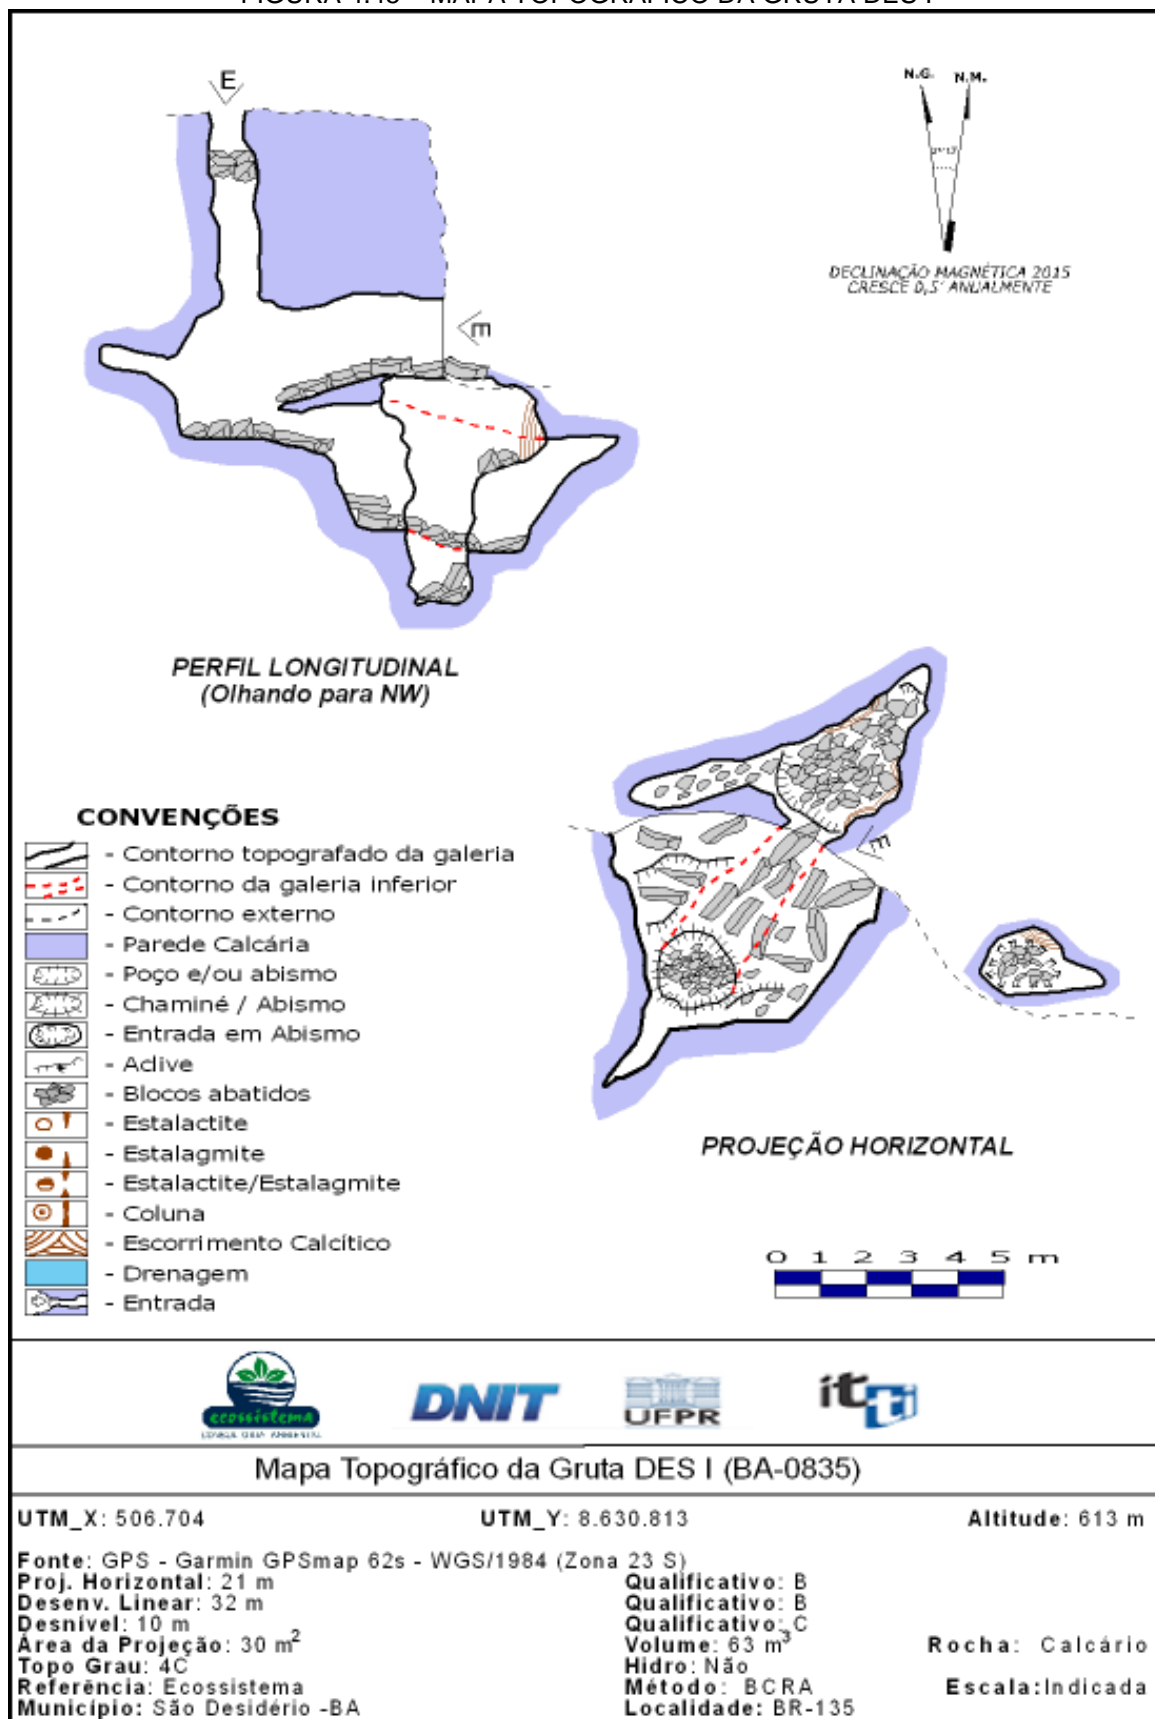 E
N.G. N.M.
DECLINAÇÃO MAGNÉTICA 2015
CRESCE 0,5' ANUALMENTE
E
PERFIL LONGITUDINAL
(Olhando para NW)
E
CONVENÇÕES
- Contorno topografado da galeria
- Contorno da galeria inferior
- Contorno externo
- Parede Calcária
- Poço e/ou abismo
- Chaminé / Abismo
- Entrada em Abismo
- Aclive
- Blocos abatidos
- Estalactite
- Estalagmite
- Estalactite/Estalagmite
- Coluna
- Escorrimento Calcítico
- Drenagem
- Entrada
PROJEÇÃO HORIZONTAL
0 1 2 3 4 5 m
ecossistema
CONSULTORIA AMBIENTAL
DNIT
UFPR
itti
Mapa Topográfico da Gruta DES I (BA-0835)
UTM_X: 506.704 UTM_Y: 8.630.813 Altitude: 613 m
Fonte: GPS - Garmin GPSmap 62s - WGS/1984 (Zona 23 S)
Proj. Horizontal: 21 m Qualificativo: B
Desenv. Linear: 32 m Qualificativo: B
Desnível: 10 m Qualificativo: C
Área da Projeção: 30 m² Volume: 63 m³ Rocha: Calcário
Topo Grau: 4C Hidro: Não
Referência: Ecossistema Método: BCRA Escala:Indicada
Município: São Desidério -BA Localidade: BR-135